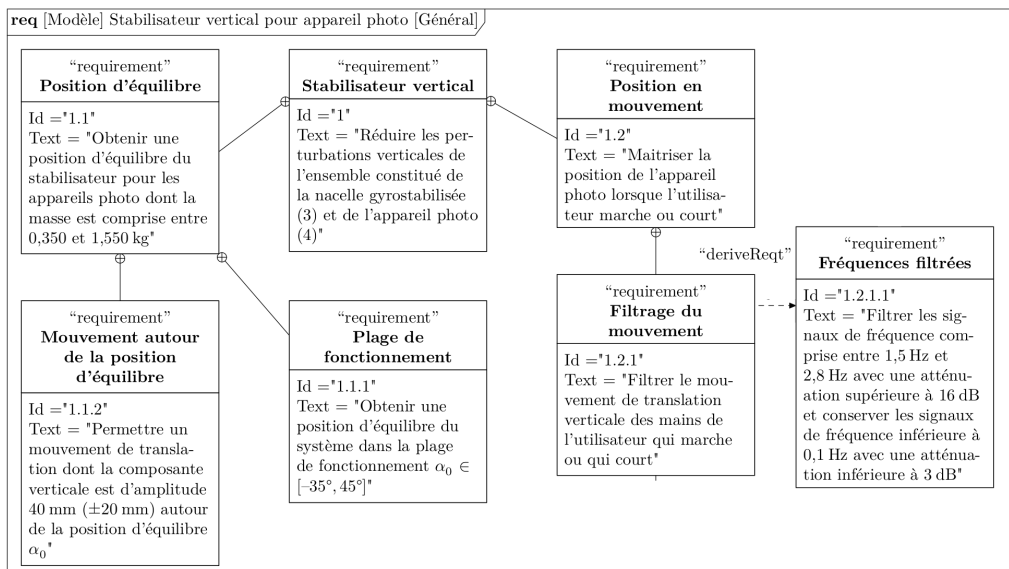 req [Modèle] Stabilisateur vertical pour appareil photo [Général]
“requirement”
Position d'équilibre
Id ="1.1"
Text = "Obtenir une
position d'équilibre du
stabilisateur pour les
appareils photo dont la
masse est comprise entre
0,350 et 1,550 kg"
“requirement”
Stabilisateur vertical
Id ="1"
Text = "Réduire les per-
turbations verticales de
l'ensemble constitué de
la nacelle gyrostabilisée
(3) et de l'appareil photo
(4)"
“requirement”
Position en
mouvement
Id ="1.2"
Text = "Maitriser la
position de l'appareil
photo lorsque l'utilisa-
teur marche ou court"
“deriveReqt”
“requirement”
Fréquences filtrées
Id ="1.2.1.1"
Text = "Filtrer les sig-
naux de fréquence com-
prise entre 1,5 Hz et
2,8 Hz avec une atténu-
ation supérieure à 16 dB
et conserver les signaux
de fréquence inférieure à
0,1 Hz avec une atténu-
ation inférieure à 3 dB"
“requirement”
Mouvement autour
de la position
d'équilibre
Id ="1.1.2"
Text = "Permettre un
mouvement de transla-
tion dont la composante
verticale est d'amplitude
40 mm (±20 mm) autour
de la position d'équilibre
α₀"
“requirement”
Plage de
fonctionnement
Id ="1.1.1"
Text = "Obtenir une
position d'équilibre du
système dans la plage
de fonctionnement α₀ ∈
[–35°, 45°]"
“requirement”
Filtrage du
mouvement
Id ="1.2.1"
Text = "Filtrer le mou-
vement de translation
verticale des mains de
l'utilisateur qui marche
ou qui court"